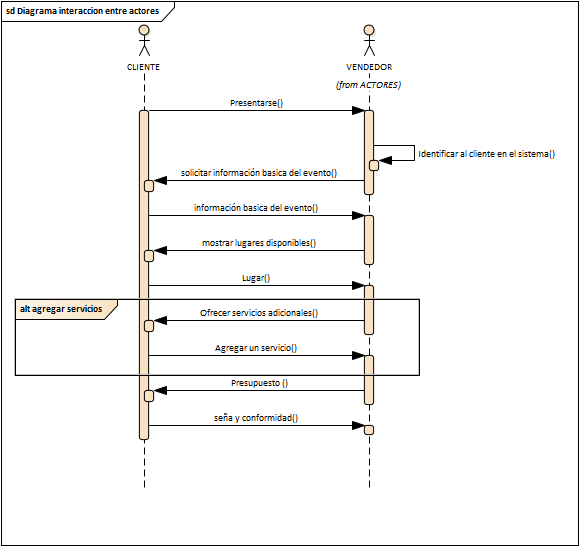 sd Diagrama interaccion entre actores
CLIENTE
VENDEDOR
(from ACTORES)
Presentarse()
Identificar al cliente en el sistema()
solicitar información basica del evento()
información basica del evento()
mostrar lugares disponibles()
Lugar()
alt agregar servicios
Ofrecer servicios adicionales()
Agregar un servicio()
Presupuesto ()
seña y conformidad()